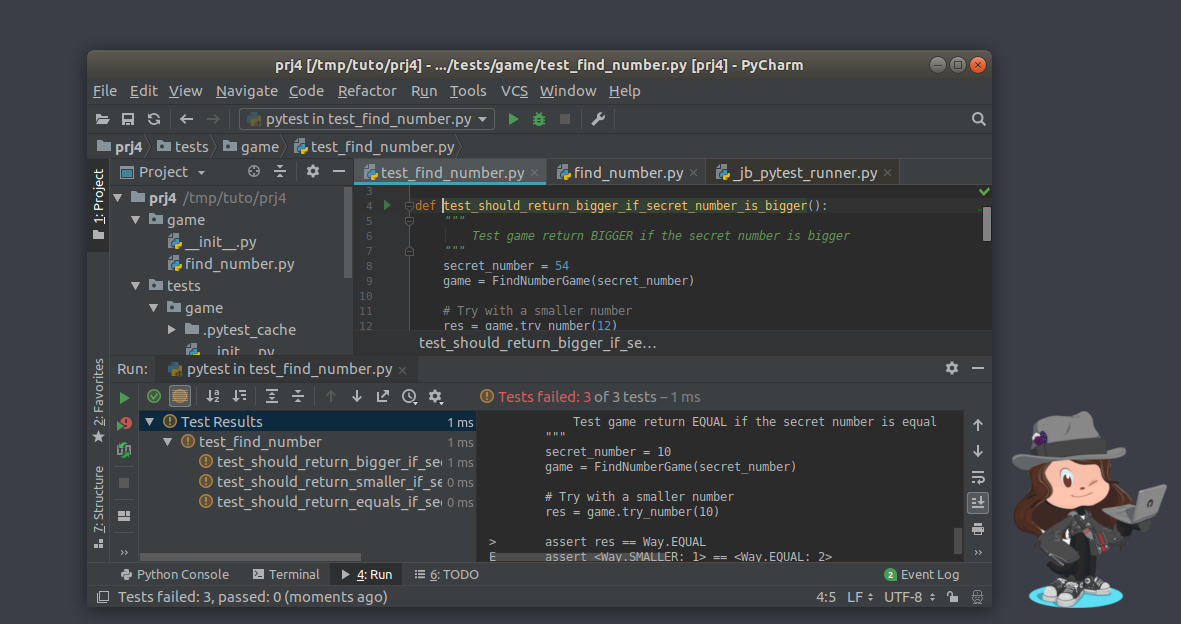 prj4 [/tmp/tuto/prj4] - .../tests/game/test_find_number.py [prj4] - PyCharm
File Edit View Navigate Code Refactor Run Tools VCS Window Help
pytest in test_find_number.py
prj4 tests game test_find_number.py
1: Project
Project
test_find_number.py find_number.py _jb_pytest_runner.py
prj4 /tmp/tuto/prj4
game
__init__.py
find_number.py
tests
game
.pytest_cache
__init__.py
3
4 def test_should_return_bigger_if_secret_number_is_bigger():
5 """
6 Test game return BIGGER if the secret number is bigger
7 """
8 secret_number = 54
9 game = FindNumberGame(secret_number)
10
11 # Try with a smaller number
12 res = game.try_number(12)
test_should_return_bigger_if_se...
Run: pytest in test_find_number.py
2: Favorites
7: Structure
Tests failed: 3 of 3 tests – 1 ms
Test Results 1 ms
test_find_number 1 ms
test_should_return_bigger_if_se 1 ms
test_should_return_smaller_if_se 0 ms
test_should_return_equals_if_se 0 ms
Test game return EQUAL if the secret number is equal
"""
secret_number = 10
game = FindNumberGame(secret_number)
# Try with a smaller number
res = game.try_number(10)
> assert res == Way.EQUAL
E assert <Way.SMALLER: 1> == <Way.EQUAL: 2>
Python Console Terminal 4: Run 6: TODO 2 Event Log
Tests failed: 3, passed: 0 (moments ago) 4:5 LF UTF-8